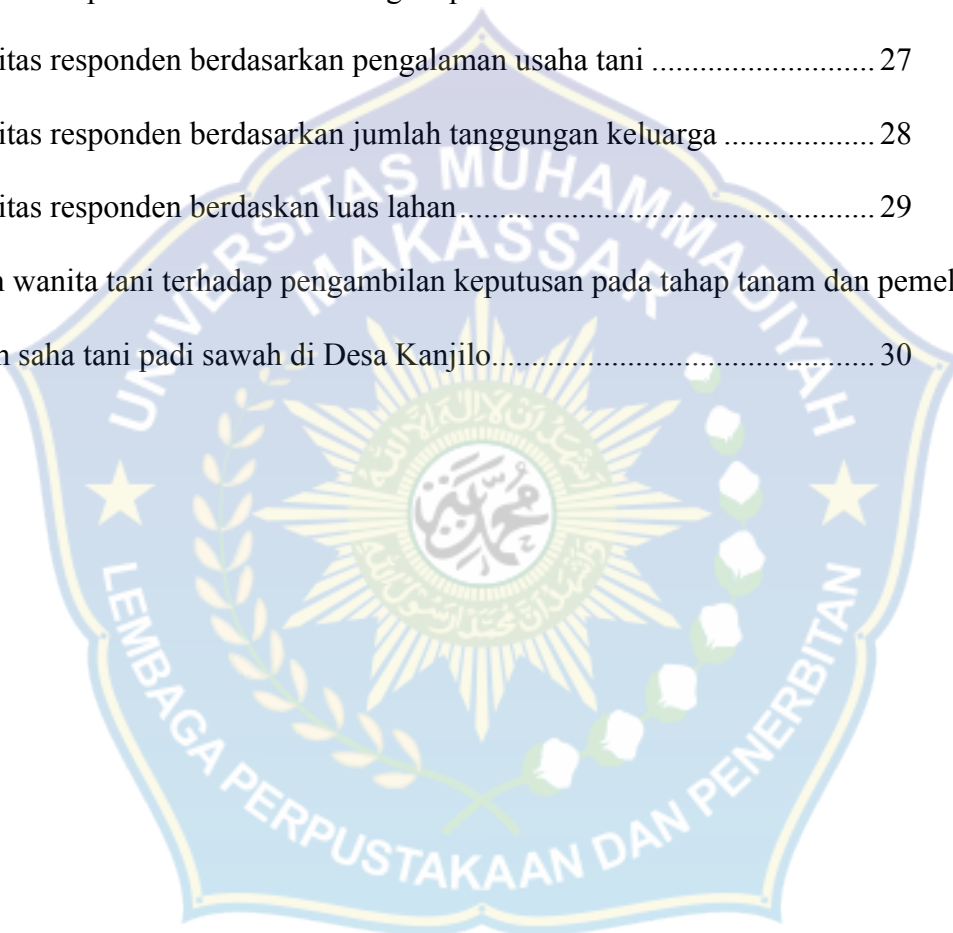 itas responden berdasarkan pengalaman usaha tani ........................... 27
itas responden berdasarkan jumlah tanggungan keluarga .................. 28
itas responden berdaskan luas lahan ................................................. 29
n wanita tani terhadap pengambilan keputusan pada tahap tanam dan pemel
n saha tani padi sawah di Desa Kanjilo .............................................. 30
UNIVERSITAS MUHAMMADIYAH
MAKASSAR
LEMBAGA PERPUSTAKAAN DAN PENERBITAN